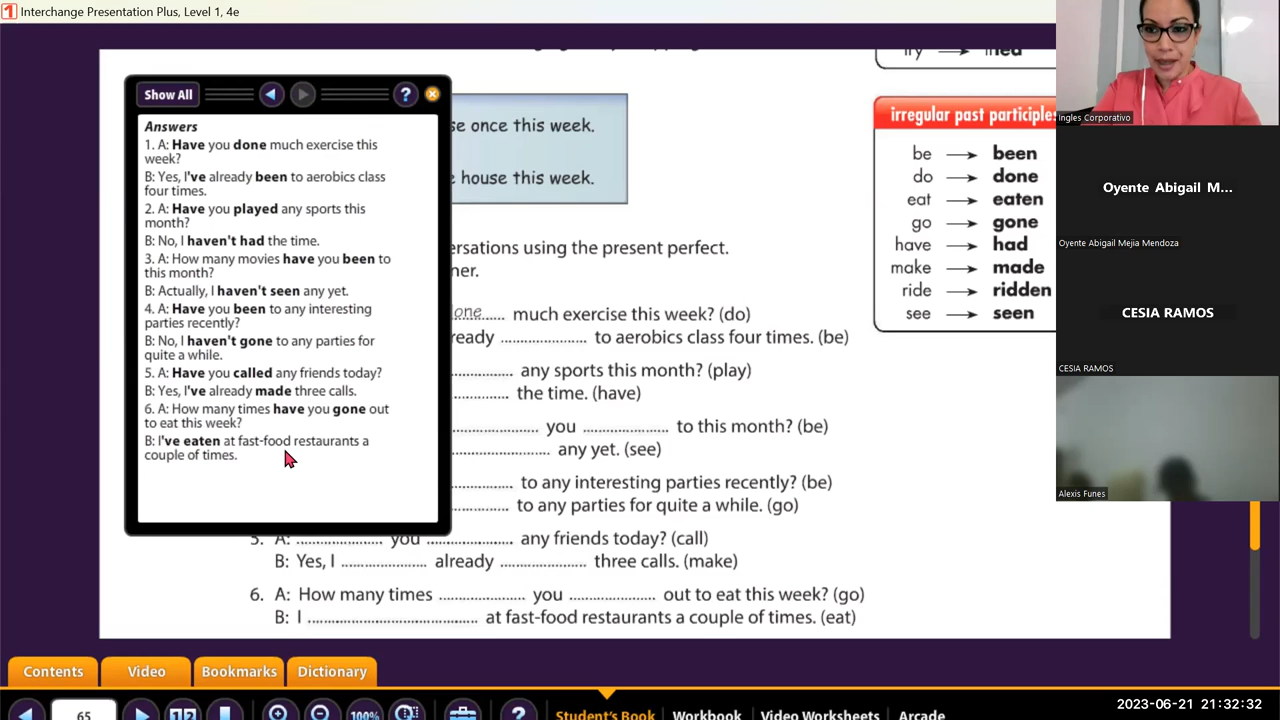 Interchange Presentation Plus, Level 1, 4e
Show All
?
Answers
1. A: Have you done much exercise this
week?
B: Yes, I've already been to aerobics class
four times.
2. A: Have you played any sports this
month?
B: No, I haven't had the time.
3. A: How many movies have you been to
this month?
B: Actually, I haven't seen any yet.
4. A: Have you been to any interesting
parties recently?
B: No, I haven't gone to any parties for
quite a while.
5. A: Have you called any friends today?
B: Yes, I've already made three calls.
6. A: How many times have you gone out
to eat this week?
B: I've eaten at fast-food restaurants a
couple of times.
se once this week.
e house this week.
ersations using the present perfect.
ner.
lone much exercise this week? (do)
ready ..................... to aerobics class four times. (be)
any sports this month? (play)
the time. (have)
you ..................... to this month? (be)
any yet. (see)
to any interesting parties recently? (be)
to any parties for quite a while. (go)
5. A: ..................... you ..................... any friends today? (call)
B: Yes, I ..................... already ..................... three calls. (make)
6. A: How many times ..................... you ..................... out to eat this week? (go)
B: I .......................................... at fast-food restaurants a couple of times. (eat)
irregular past participles
be → been
do → done
eat → eaten
go → gone
have → had
make → made
ride → ridden
see → seen
Ingles Corporativo
Oyente Abigail M...
Oyente Abigail Mejia Mendoza
CESIA RAMOS
CESIA RAMOS
Alexis Funes
Contents
Video
Bookmarks
Dictionary
65
1 2
100%
?
Student's Book
Workbook
Video Worksheets
Arcade
2023-06-21 21:32:32